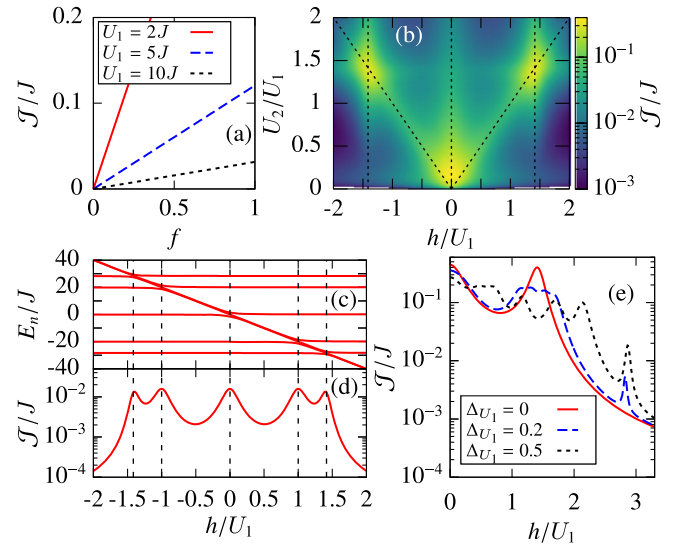 0.2
0.1
0
𝒥/J
U₁ = 2J
U₁ = 5J
U₁ = 10J
(a)
0
0.5
1
f
2
1.5
1
0.5
0
U₂/U₁
(b)
-2
-1
0
1
2
h/U₁
10⁻¹
10⁻²
10⁻³
𝒥/J
40
20
0
-20
-40
Eₙ/J
(c)
10⁻²
10⁻³
10⁻⁴
𝒥/J
(d)
-2
-1.5
-1
-0.5
0
0.5
1
1.5
2
h/U₁
10⁻¹
10⁻²
10⁻³
10⁻⁴
𝒥/J
(e)
Δ_U₁ = 0
Δ_U₁ = 0.2
Δ_U₁ = 0.5
0
1
2
3
h/U₁